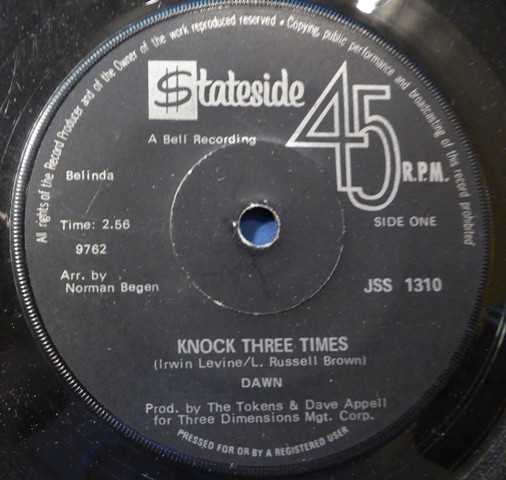 All rights of the Record Producer and of the Owner of the work reproduced reserved • Copying, public performance and broadcasting of this record prohibited
$tateside
45
R.P.M.
A Bell Recording
Belinda
SIDE ONE
Time: 2.56
9762
Arr. by
Norman Begen
JSS 1310
KNOCK THREE TIMES
(Irwin Levine/L. Russell Brown)
DAWN
Prod. by The Tokens & Dave Appell
for Three Dimensions Mgt. Corp.
PRESSED FOR OR BY A REGISTERED USER